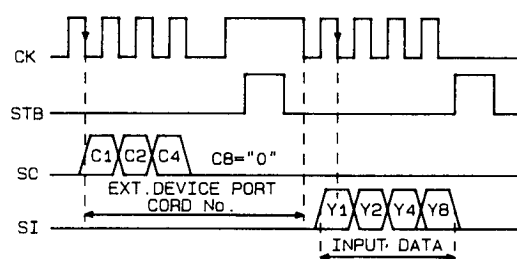 CK
STB
C1 C2 C4 C8="0"
SC
EXT.DEVICE PORT
CORD No.
Y1 Y2 Y4 Y8
SI
INPUT DATA